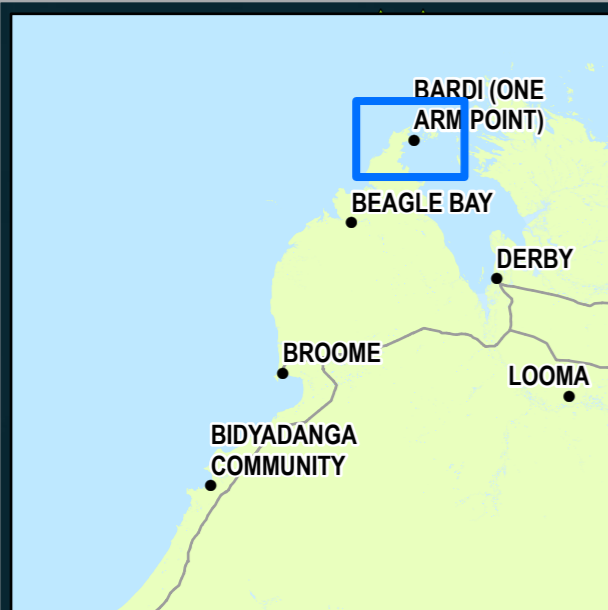 BARDI (ONE
ARM POINT)
BEAGLE BAY
DERBY
BROOME
LOOMA
BIDYADANGA
COMMUNITY